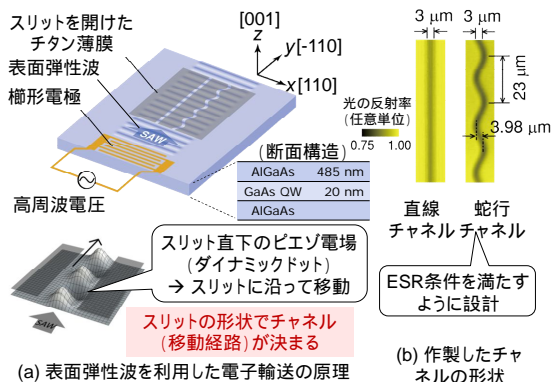 スリットを開けた
チタン薄膜
表面弾性波
櫛形電極
SAW
高周波電圧
[001]
z
y[-110]
x[110]
(断面構造)
AlGaAs 485 nm
GaAs QW 20 nm
AlGaAs
スリット直下のピエゾ電場
(ダイナミックドット)
→ スリットに沿って移動
SAW
スリットの形状でチャネル
(移動経路)が決まる
(a) 表面弾性波を利用した電子輸送の原理
3 μm
3 μm
23 μm
3.98 μm
光の反射率
(任意単位)
0.75 1.00
直線
チャネル
蛇行
チャネル
ESR条件を満たす
ように設計
(b) 作製したチャ
ネルの形状